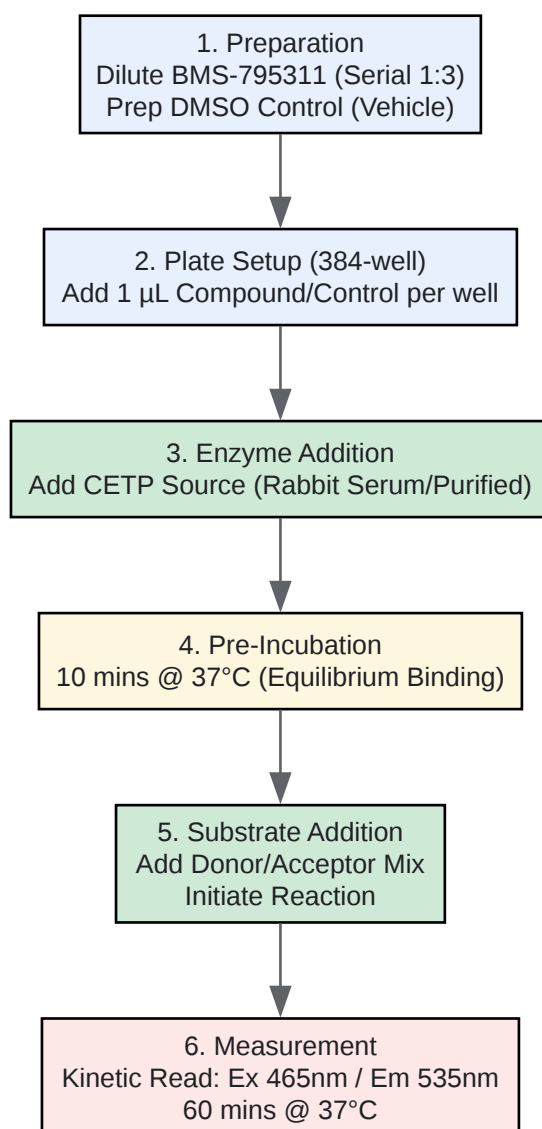 1. Preparation
Dilute BMS-795311 (Serial 1:3)
Prep DMSO Control (Vehicle)
2. Plate Setup (384-well)
Add 1 µL Compound/Control per well
3. Enzyme Addition
Add CETP Source (Rabbit Serum/Purified)
4. Pre-Incubation
10 mins @ 37°C (Equilibrium Binding)
5. Substrate Addition
Add Donor/Acceptor Mix
Initiate Reaction
6. Measurement
Kinetic Read: Ex 465nm / Em 535nm
60 mins @ 37°C